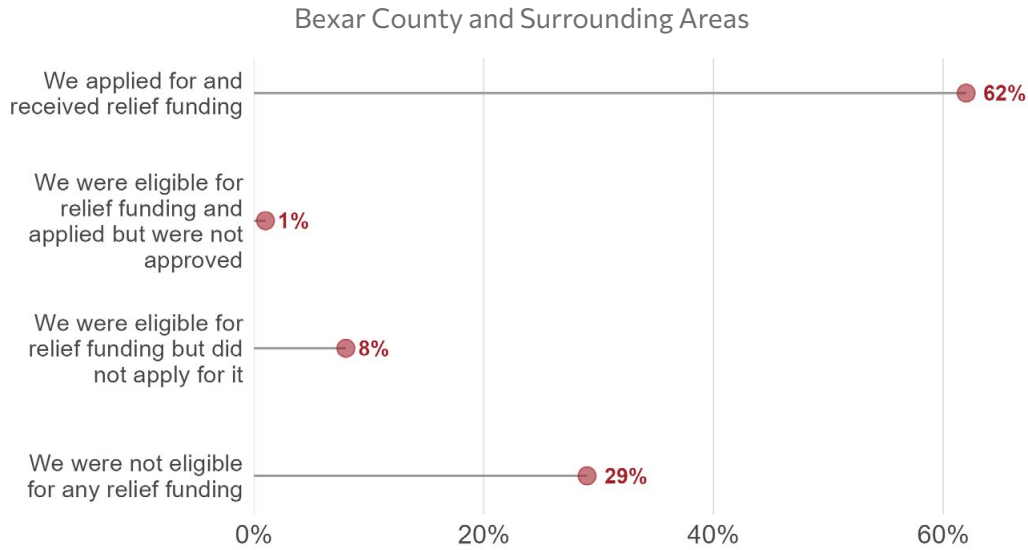 Bexar County and Surrounding Areas
We applied for and
received relief funding
62%
We were eligible for
relief funding and
applied but were not
approved
1%
We were eligible for
relief funding but did
not apply for it
8%
We were not eligible
for any relief funding
29%
0%
20%
40%
60%